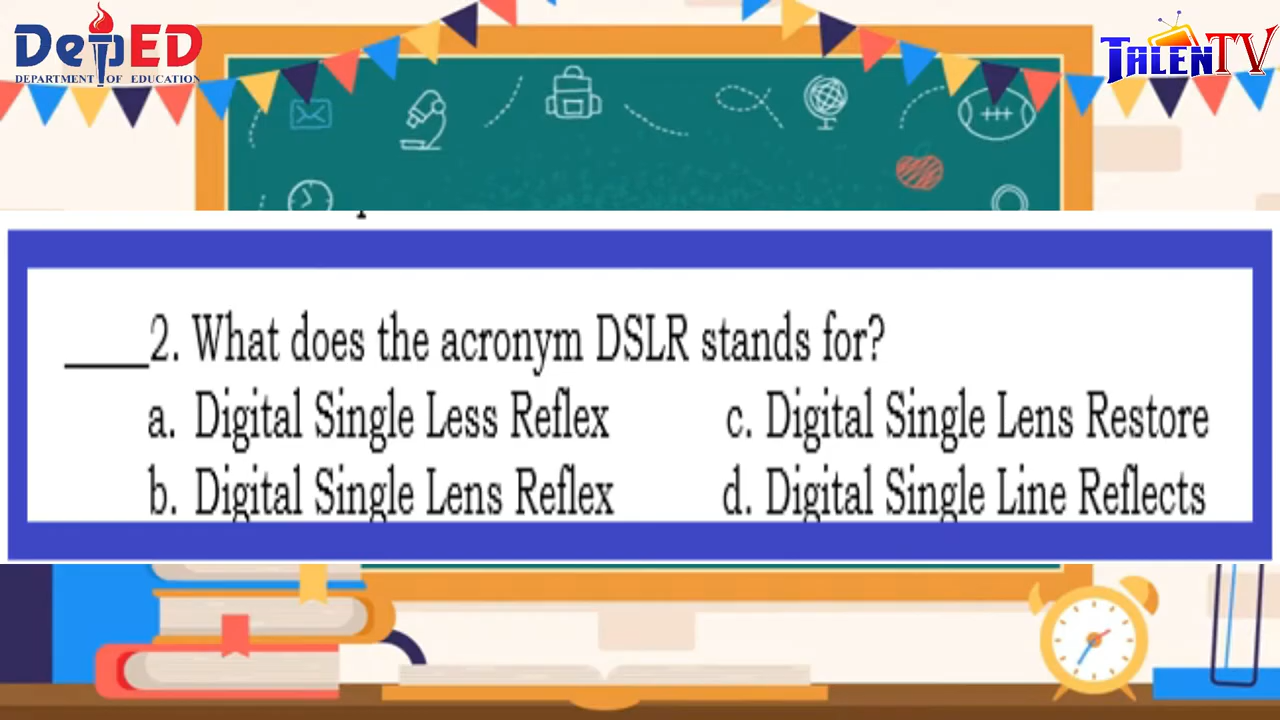 DepED
DEPARTMENT OF EDUCATION
TALENTV
____2. What does the acronym DSLR stands for?
a. Digital Single Less Reflex
c. Digital Single Lens Restore
b. Digital Single Lens Reflex
d. Digital Single Line Reflects